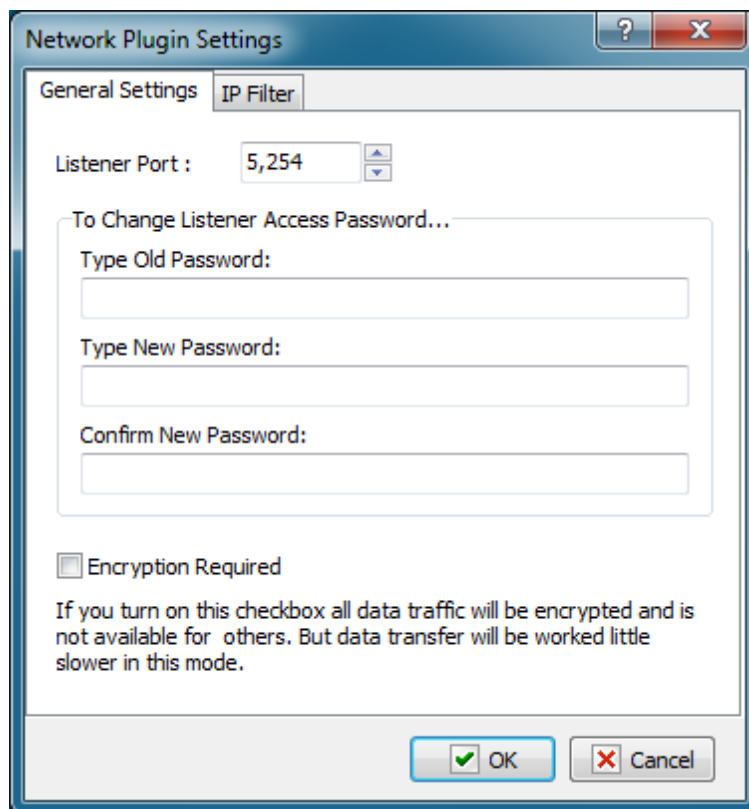 Network Plugin Settings
?
X
General Settings
IP Filter
Listener Port :
5,254
To Change Listener Access Password...
Type Old Password:
Type New Password:
Confirm New Password:
Encryption Required
If you turn on this checkbox all data traffic will be encrypted and is
not available for  others. But data transfer will be worked little
slower in this mode.
OK
Cancel